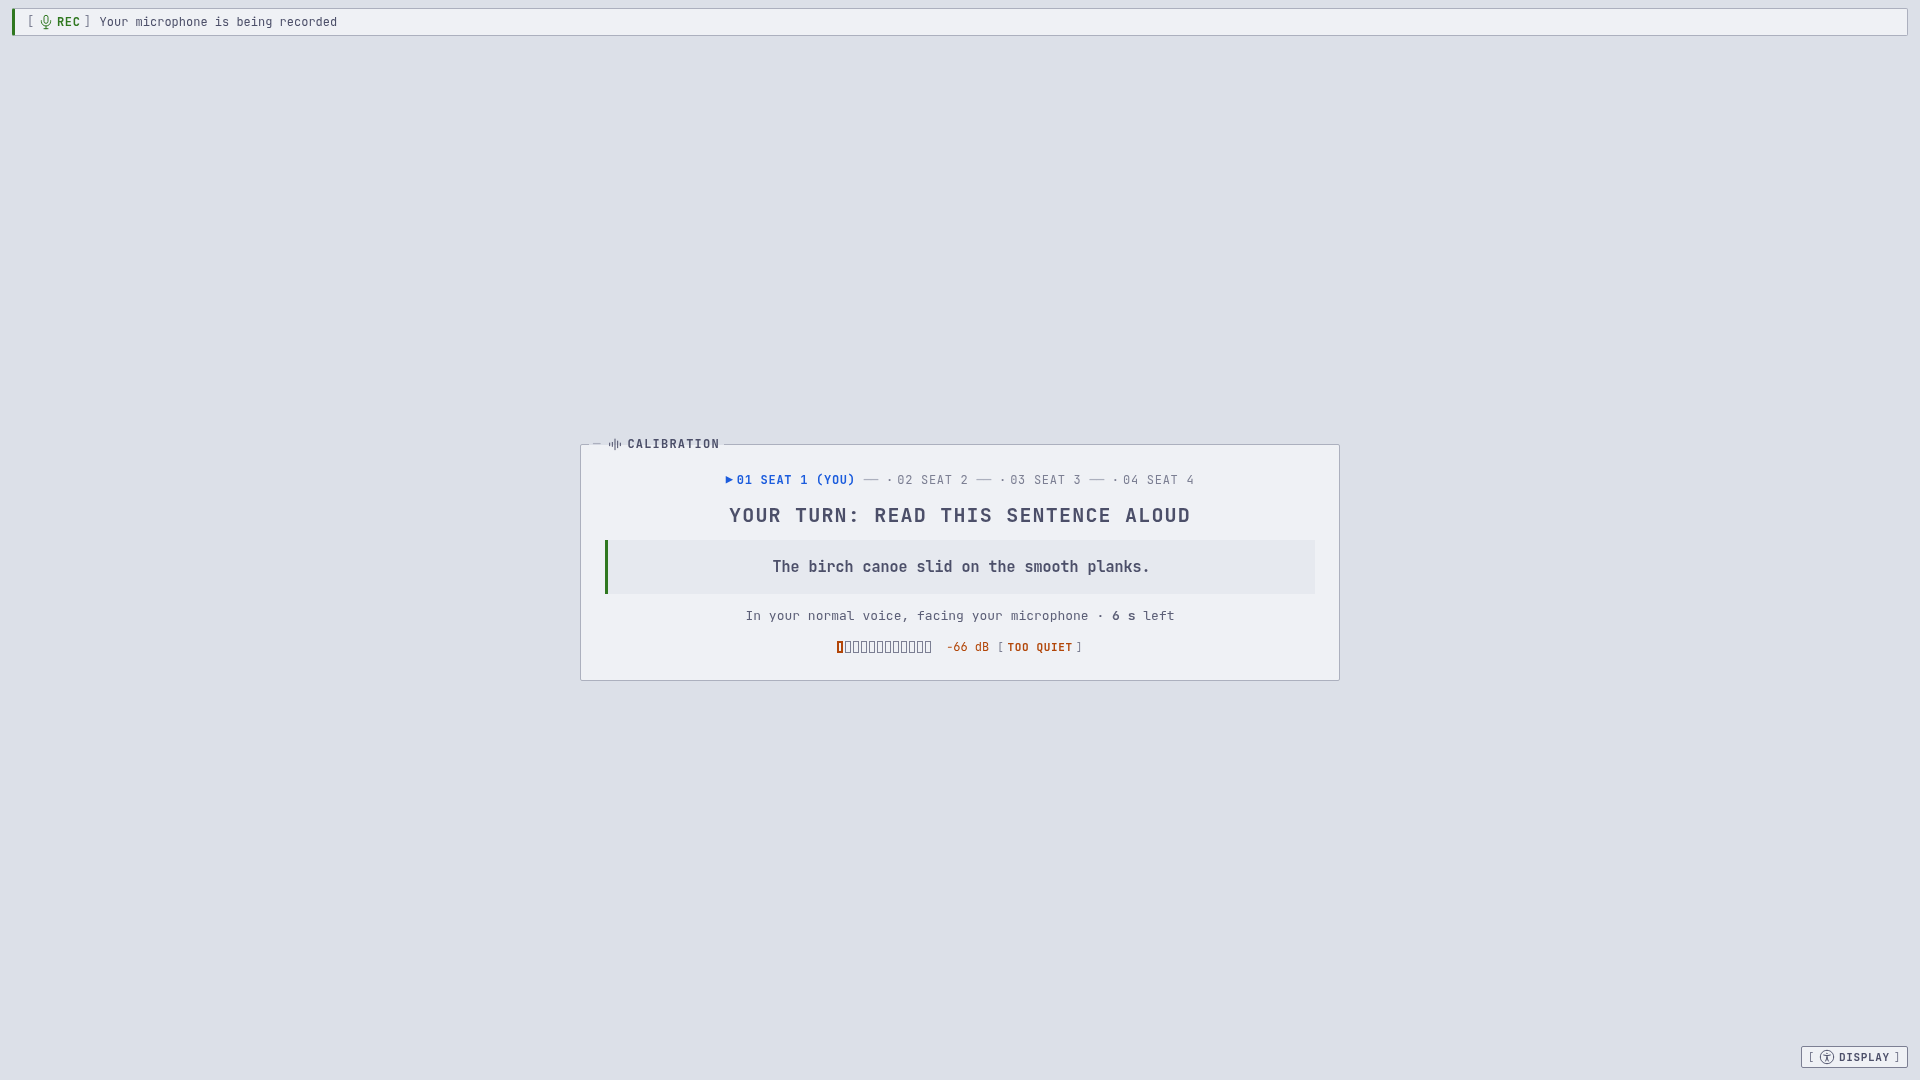 [ REC ] Your microphone is being recorded
CALIBRATION
▶ 01 SEAT 1 (YOU) — · 02 SEAT 2 — · 03 SEAT 3 — · 04 SEAT 4
YOUR TURN: READ THIS SENTENCE ALOUD
The birch canoe slid on the smooth planks.
In your normal voice, facing your microphone · 6 s left
-66 dB [ TOO QUIET ]
[ DISPLAY ]